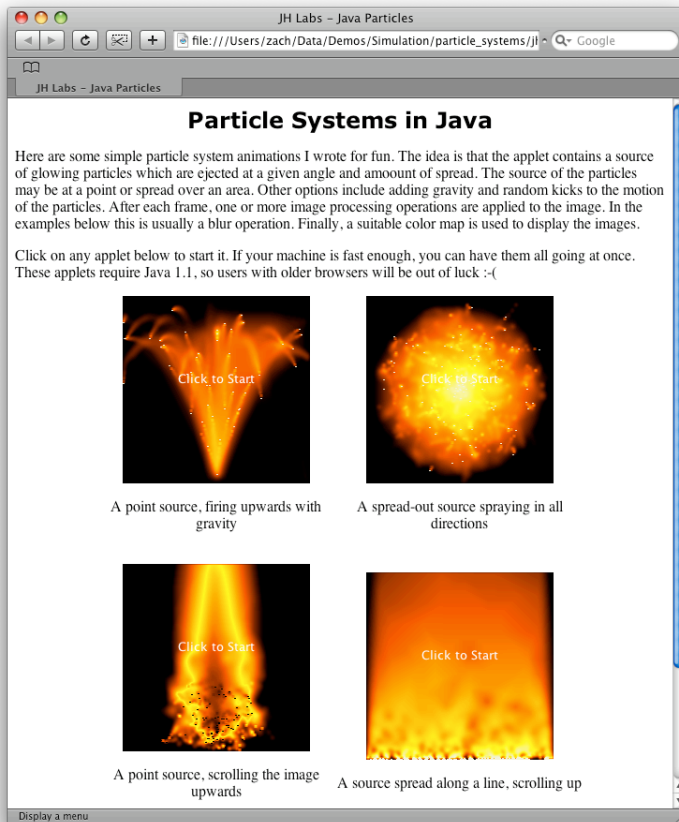 JH Labs – Java Particles
file:///Users/zach/Data/Demos/Simulation/particle_systems/jh
Google
JH Labs – Java Particles
Particle Systems in Java
Here are some simple particle system animations I wrote for fun. The idea is that the applet contains a source
of glowing particles which are ejected at a given angle and amoount of spread. The source of the particles
may be at a point or spread over an area. Other options include adding gravity and random kicks to the motion
of the particles. After each frame, one or more image processing operations are applied to the image. In the
examples below this is usually a blur operation. Finally, a suitable color map is used to display the images.
Click on any applet below to start it. If your machine is fast enough, you can have them all going at once.
These applets require Java 1.1, so users with older browsers will be out of luck :-(
Click to Start
Click to Start
A point source, firing upwards with
gravity
A spread-out source spraying in all
directions
Click to Start
Click to Start
A point source, scrolling the image
upwards
A source spread along a line, scrolling up
Display a menu